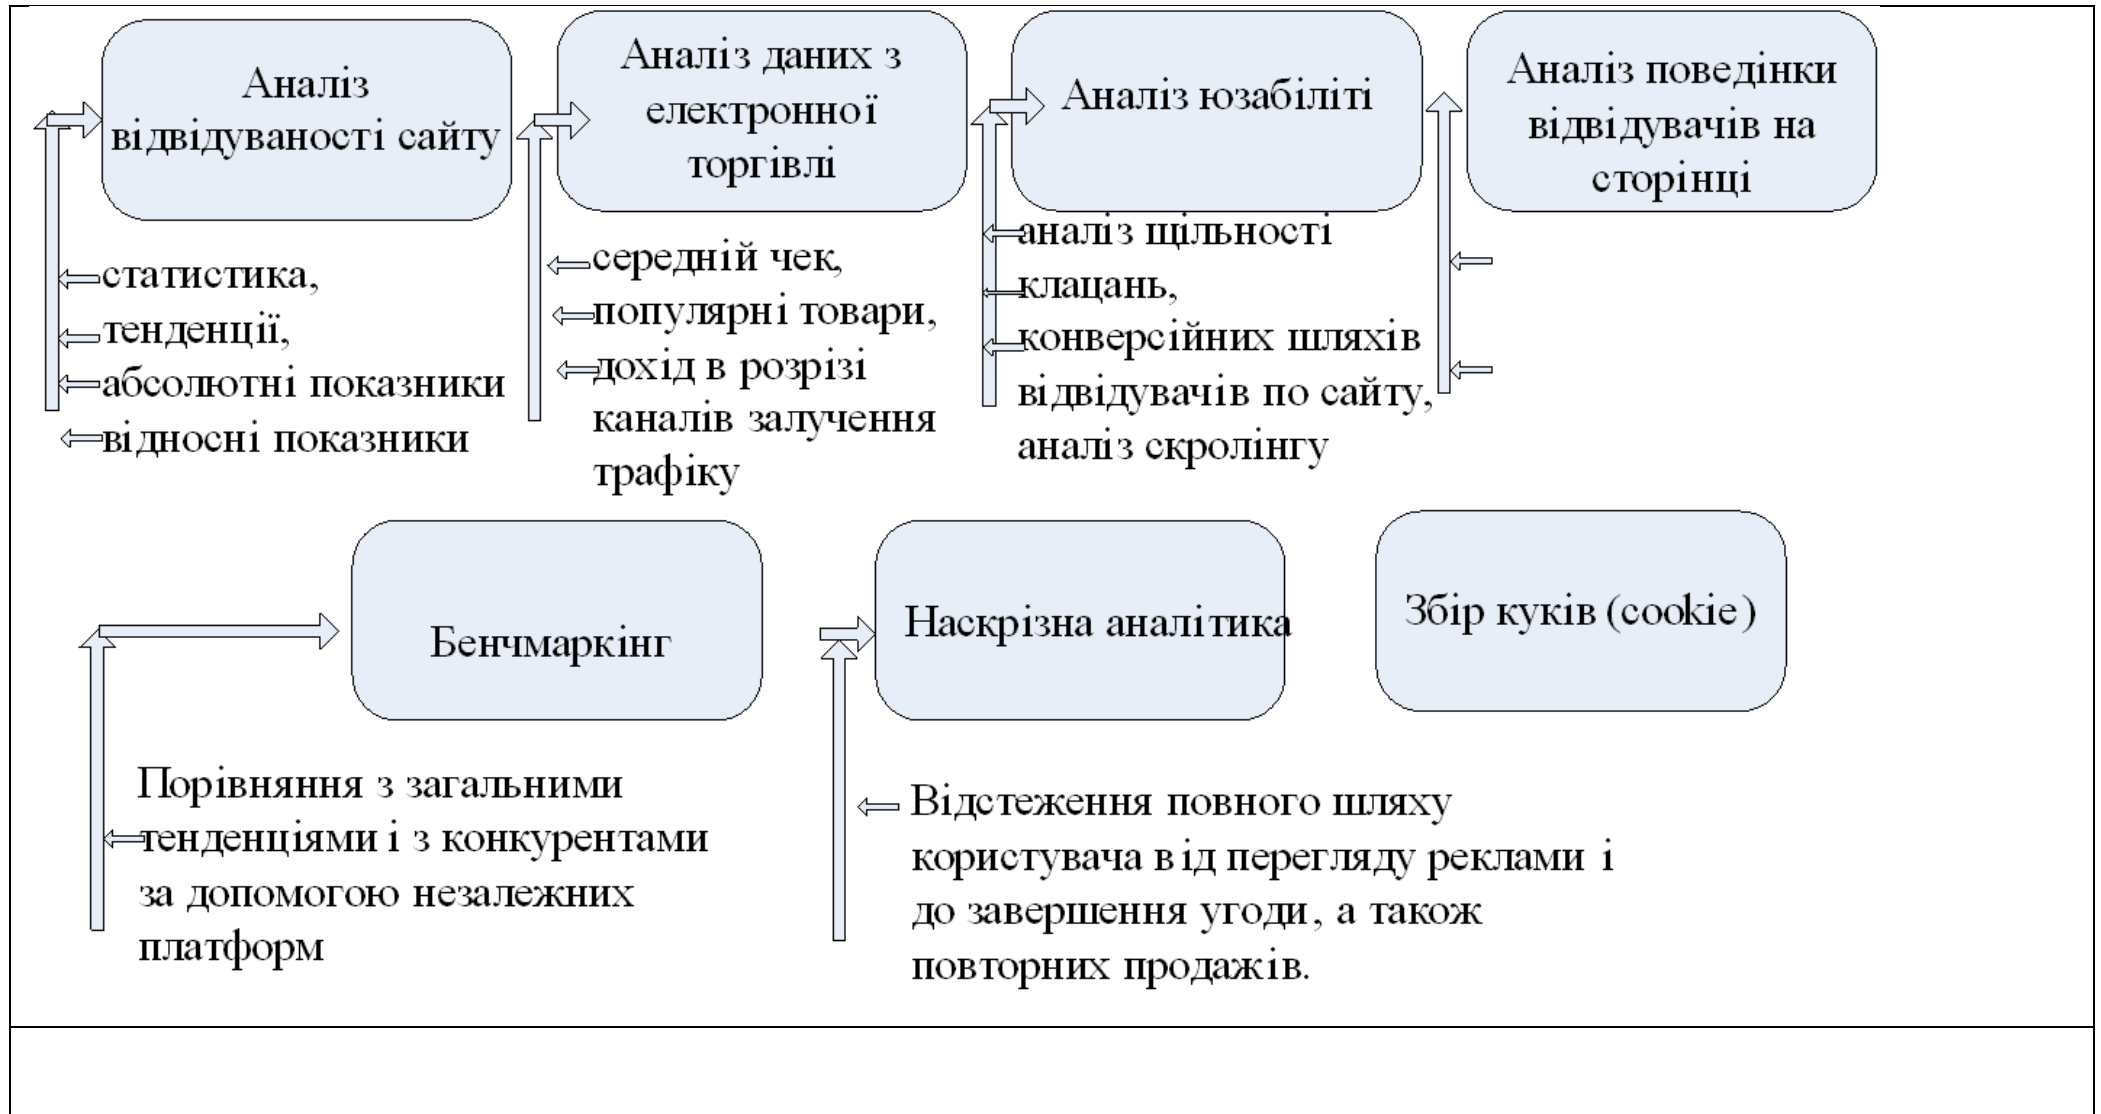 Аналіз
відвідуваності сайту
статистика,
тенденції,
абсолютні показники
відносні показники
Аналіз даних з
електронної
торгівлі
середній чек,
популярні товари,
дохід в розрізі
каналів залучення
трафіку
Аналіз юзабіліті
аналіз щільності
клацань,
конверсійних шляхів
відвідувачів по сайту,
аналіз скролінгу
Аналіз поведінки
відвідувачів на
сторінці
Бенчмаркінг
Порівняння з загальними
тенденціями і з конкурентами
за допомогою незалежних
платформ
Наскрізна аналітика
Відстеження повного шляху
користувача від перегляду реклами і
до завершення угоди, а також
повторних продажів.
Збір куків (cookie)